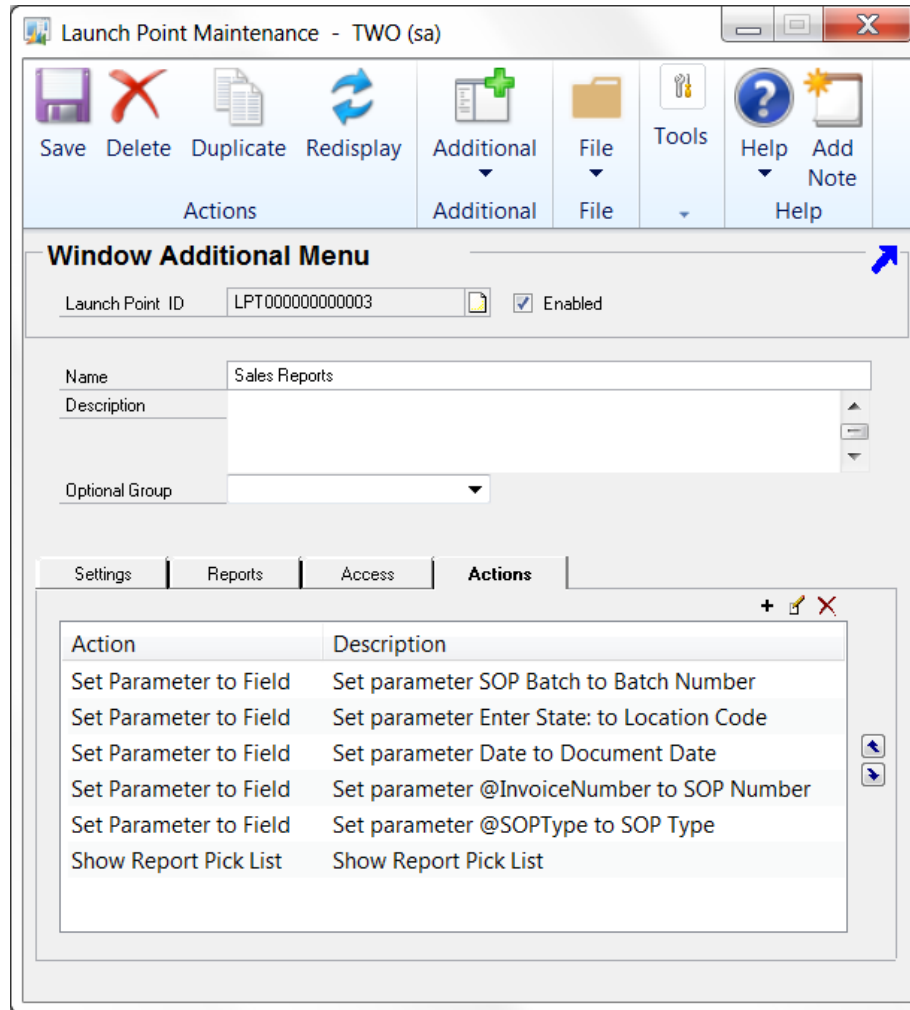 Launch Point Maintenance - TWO (sa)
Save Delete Duplicate Redisplay Additional File Tools Help Add Note
Actions Additional File Help
Window Additional Menu
Launch Point ID LPT000000000003 Enabled
Name Sales Reports
Description
Optional Group
Settings Reports Access Actions
Action Description
Set Parameter to Field Set parameter SOP Batch to Batch Number
Set Parameter to Field Set parameter Enter State: to Location Code
Set Parameter to Field Set parameter Date to Document Date
Set Parameter to Field Set parameter @InvoiceNumber to SOP Number
Set Parameter to Field Set parameter @SOPType to SOP Type
Show Report Pick List Show Report Pick List